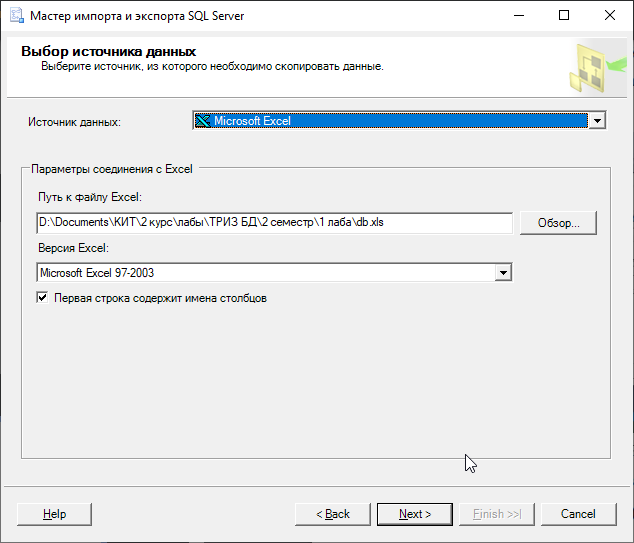 Мастер импорта и экспорта SQL Server
Выбор источника данных
Выберите источник, из которого необходимо скопировать данные.
Источник данных: Microsoft Excel
Параметры соединения с Excel
Путь к файлу Excel:
D:\Documents\КИТ\2 курс\лабы\ТРИЗ БД\2 семестр\1 лаба\db.xls Обзор...
Версия Excel:
Microsoft Excel 97-2003
Первая строка содержит имена столбцов
Help < Back Next > Finish >>| Cancel